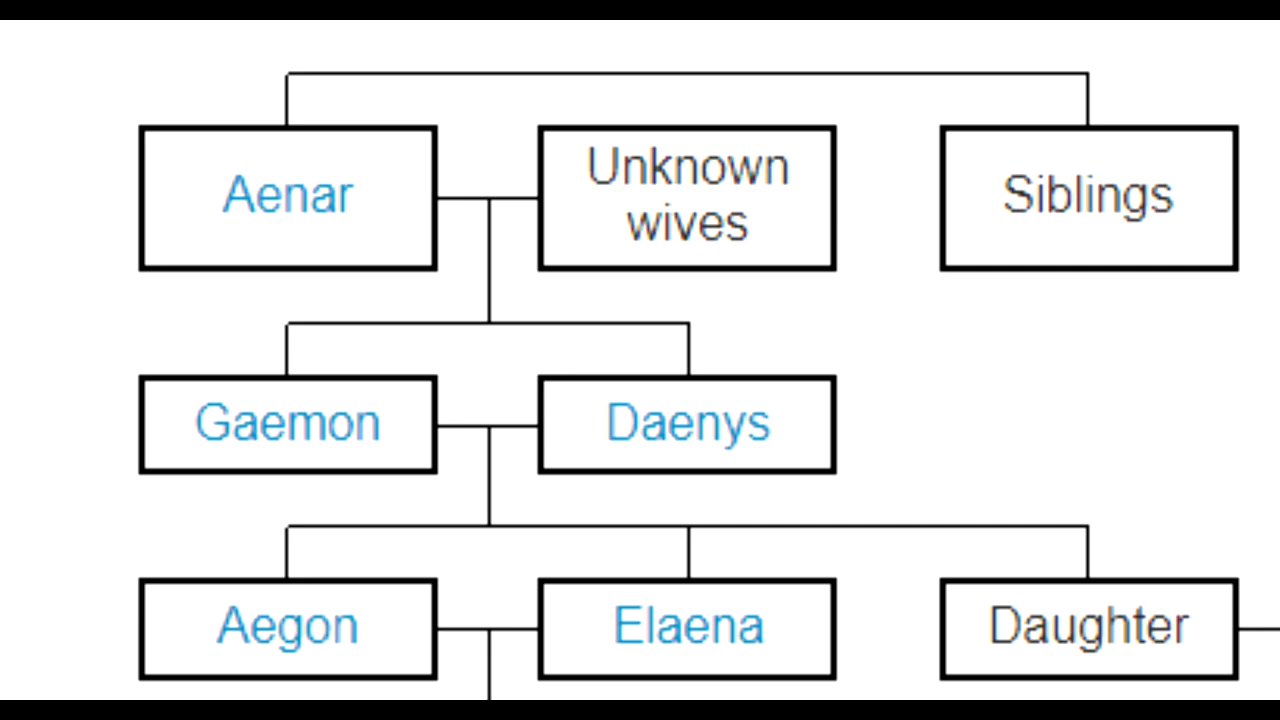 Aenar
Unknown
wives
Siblings
Gaemon
Daenys
Aegon
Elaena
Daughter